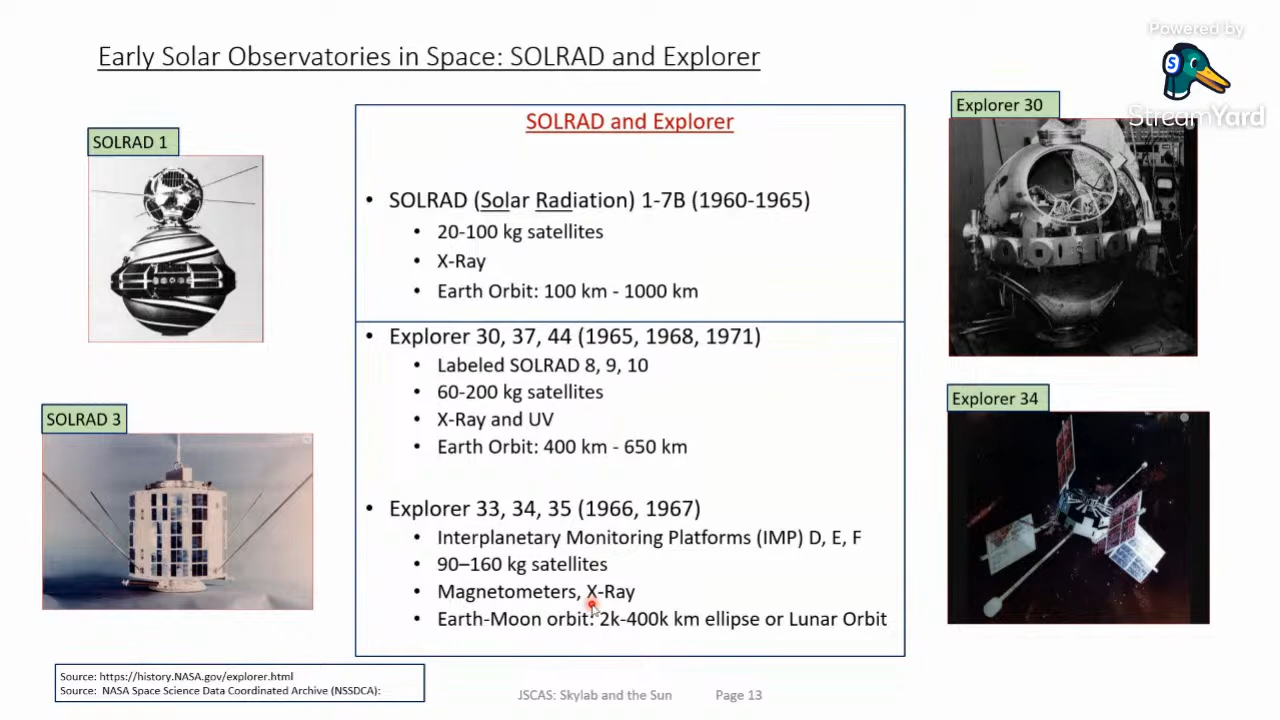 Powered by
StreamYard
Early Solar Observatories in Space: SOLRAD and Explorer
SOLRAD 1
SOLRAD 3
SOLRAD and Explorer
• SOLRAD (Solar Radiation) 1-7B (1960-1965)
• 20-100 kg satellites
• X-Ray
• Earth Orbit: 100 km - 1000 km
• Explorer 30, 37, 44 (1965, 1968, 1971)
• Labeled SOLRAD 8, 9, 10
• 60-200 kg satellites
• X-Ray and UV
• Earth Orbit: 400 km - 650 km
• Explorer 33, 34, 35 (1966, 1967)
• Interplanetary Monitoring Platforms (IMP) D, E, F
• 90–160 kg satellites
• Magnetometers, X-Ray
• Earth-Moon orbit: 2k-400k km ellipse or Lunar Orbit
Explorer 30
Explorer 34
Source: https://history.NASA.gov/explorer.html
Source: NASA Space Science Data Coordinated Archive (NSSDCA):
JSCAS: Skylab and the Sun Page 13